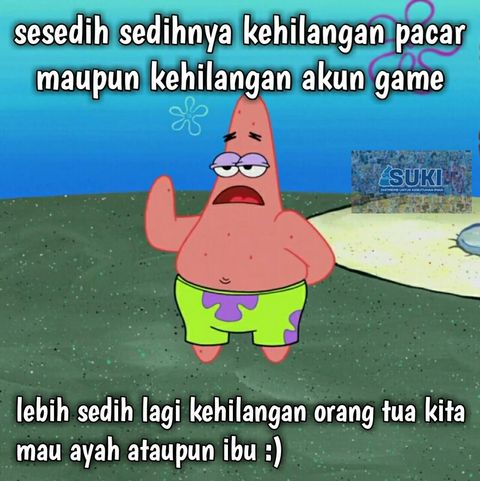 sesedih sedihnya kehilangan pacar
maupun kehilangan akun game
SUKI
lebih sedih lagi kehilangan orang tua kita
mau ayah ataupun ibu :)